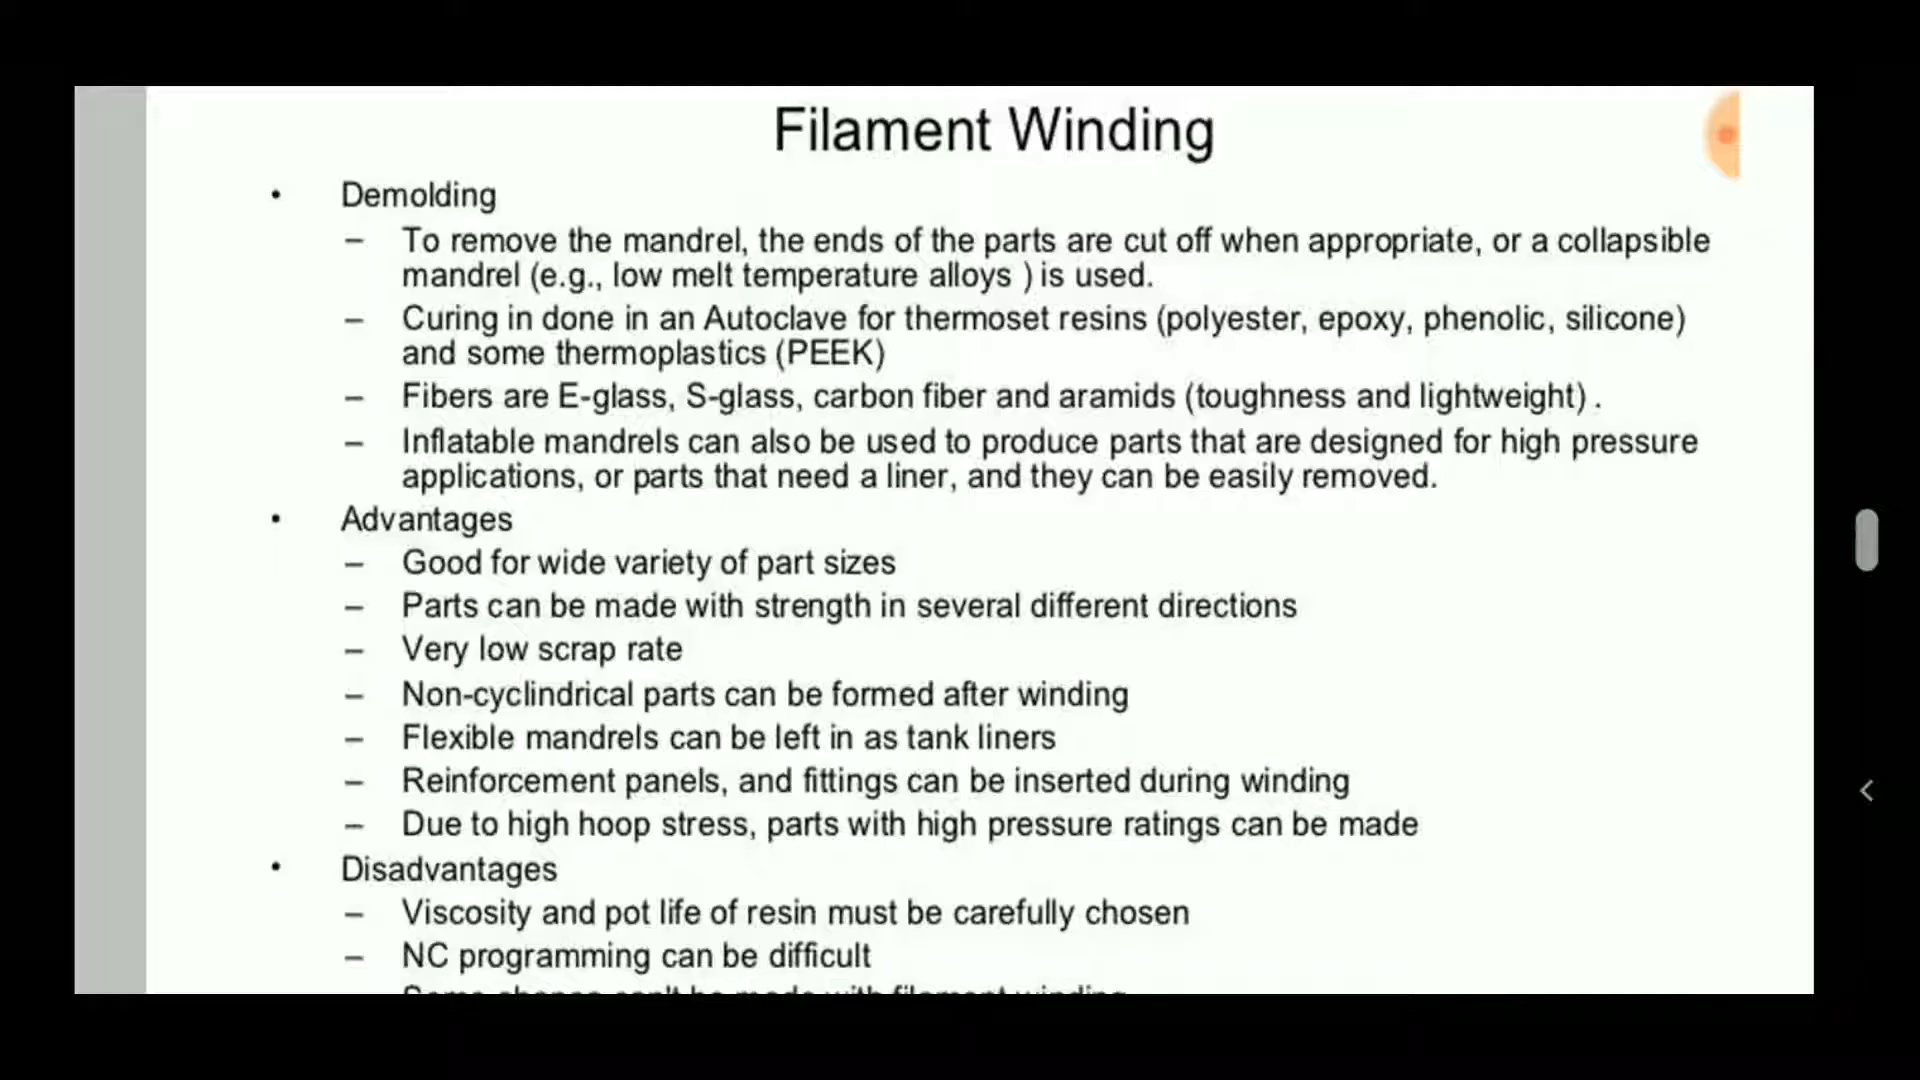 Filament Winding
• Demolding
– To remove the mandrel, the ends of the parts are cut off when appropriate, or a collapsible
mandrel (e.g., low melt temperature alloys ) is used.
– Curing in done in an Autoclave for thermoset resins (polyester, epoxy, phenolic, silicone)
and some thermoplastics (PEEK)
– Fibers are E-glass, S-glass, carbon fiber and aramids (toughness and lightweight) .
– Inflatable mandrels can also be used to produce parts that are designed for high pressure
applications, or parts that need a liner, and they can be easily removed.
• Advantages
– Good for wide variety of part sizes
– Parts can be made with strength in several different directions
– Very low scrap rate
– Non-cyclindrical parts can be formed after winding
– Flexible mandrels can be left in as tank liners
– Reinforcement panels, and fittings can be inserted during winding
– Due to high hoop stress, parts with high pressure ratings can be made
• Disadvantages
– Viscosity and pot life of resin must be carefully chosen
– NC programming can be difficult
Some shapes can't be made with filament winding